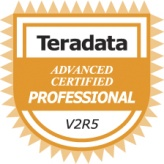 Teradata
ADVANCED
CERTIFIED
PROFESSIONAL
V2R5